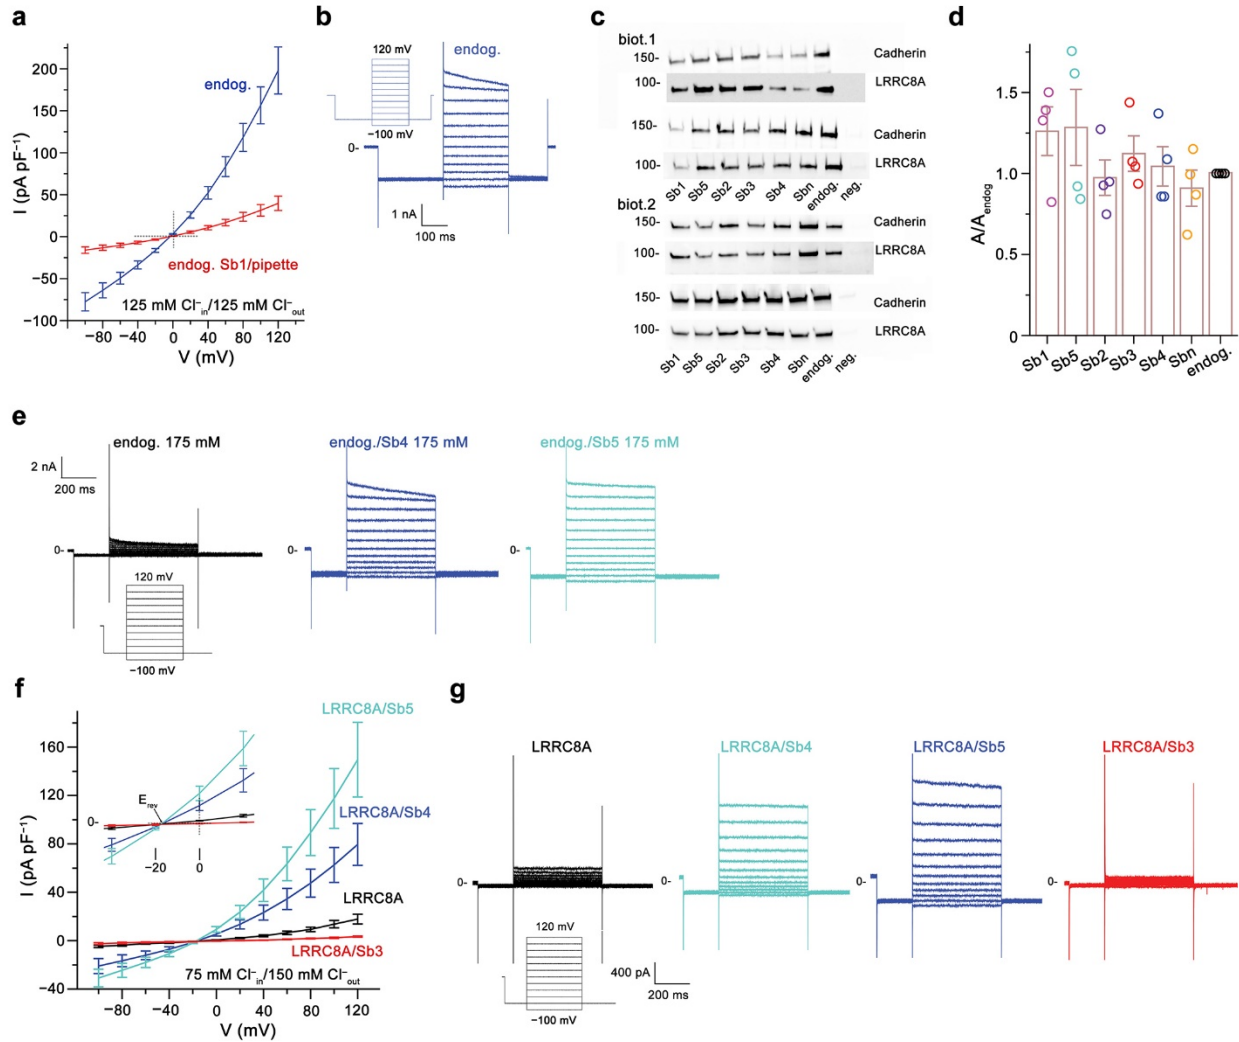 a
200
150
100
50
0
−50
−100
I (pA pF⁻¹)
endog.
endog. Sb1/pipette
125 mM Cl⁻in/125 mM Cl⁻out
−80 −40 0 40 80 120
V (mV)
b
120 mV
−100 mV
endog.
0-
1 nA
100 ms
c
biot.1
150- Cadherin
100- LRRC8A
150- Cadherin
100- LRRC8A
Sb1 Sb5 Sb2 Sb3 Sb4 Sbn endog. neg.
biot.2
150- Cadherin
100- LRRC8A
150- Cadherin
100- LRRC8A
Sb1 Sb5 Sb2 Sb3 Sb4 Sbn endog. neg.
d
1.5
1.0
0.5
0
A/Aendog
Sb1 Sb5 Sb2 Sb3 Sb4 Sbn endog.
e
endog. 175 mM
endog./Sb4 175 mM
endog./Sb5 175 mM
2 nA
200 ms
0-
0-
0-
120 mV
−100 mV
f
160
120
80
40
0
−40
I (pA pF⁻¹)
LRRC8A/Sb5
LRRC8A/Sb4
LRRC8A
LRRC8A/Sb3
Erev
0-
−20 0
75 mM Cl⁻in/150 mM Cl⁻out
−80 −40 0 40 80 120
V (mV)
g
LRRC8A
LRRC8A/Sb4
LRRC8A/Sb5
LRRC8A/Sb3
0-
0-
0-
0-
120 mV
−100 mV
400 pA
200 ms